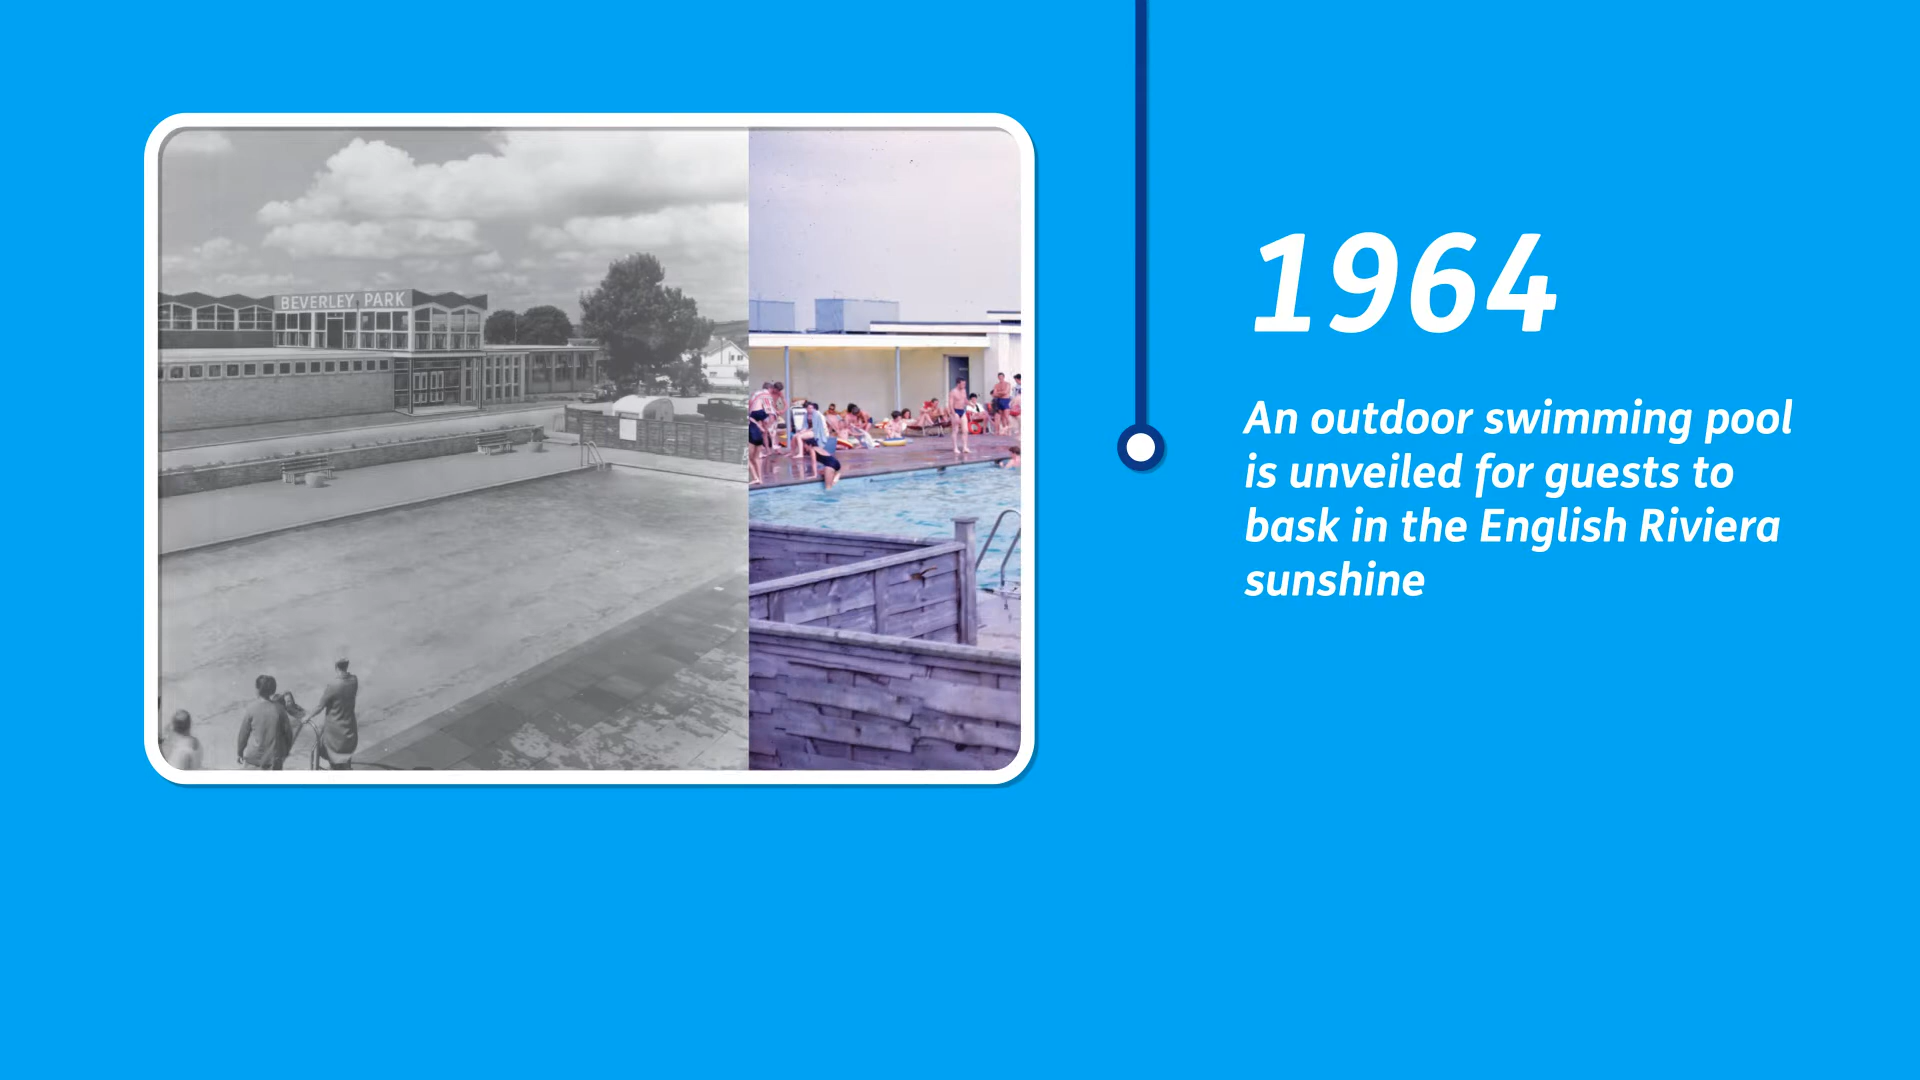 BEVERLEY PARK
1964
An outdoor swimming pool
is unveiled for guests to
bask in the English Riviera
sunshine